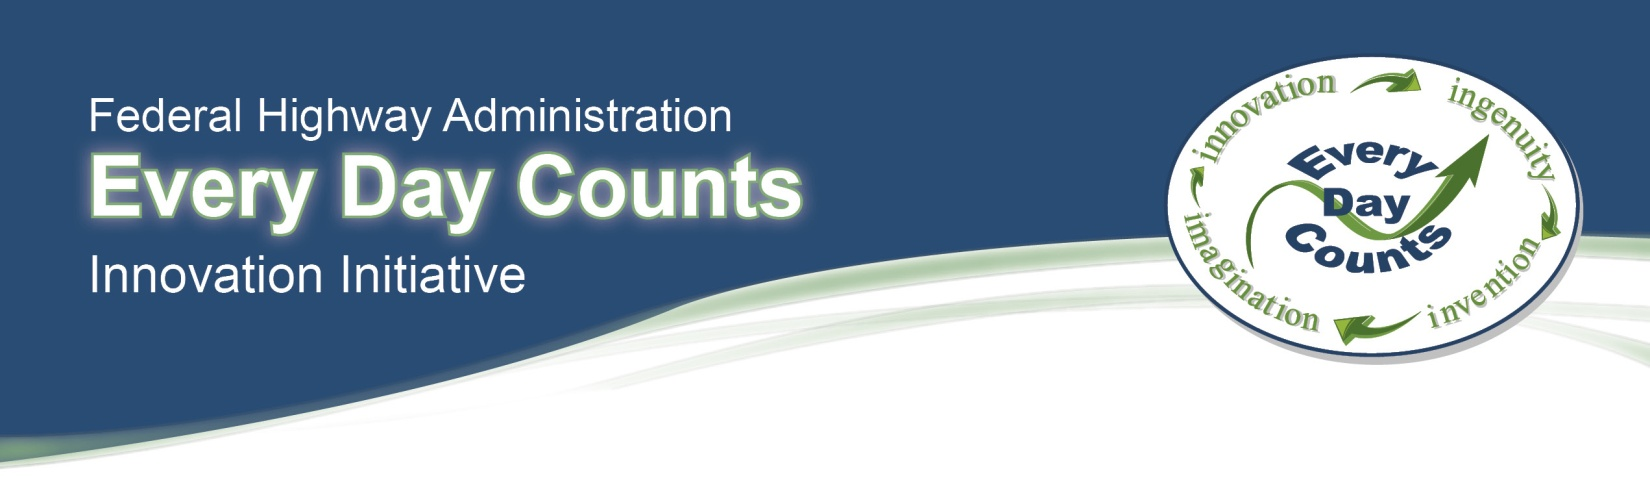 Federal Highway Administration
Every Day Counts
Innovation Initiative
innovation
ingenuity
invention
imagination
Every
Day
Counts